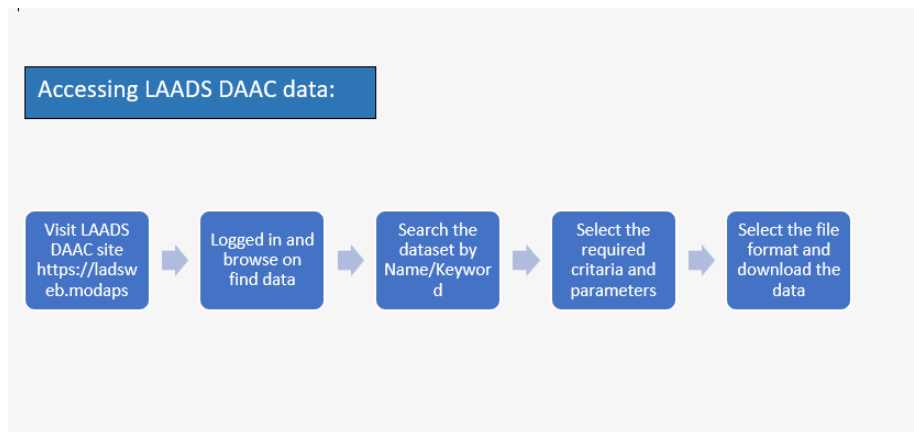 Accessing LAADS DAAC data:
Visit LAADS
DAAC site
https://ladsw
eb.modaps
Logged in and
browse on
find data
Search the
dataset by
Name/Keywor
d
Select the
required
critaria and
parameters
Select the file
format and
download the
data